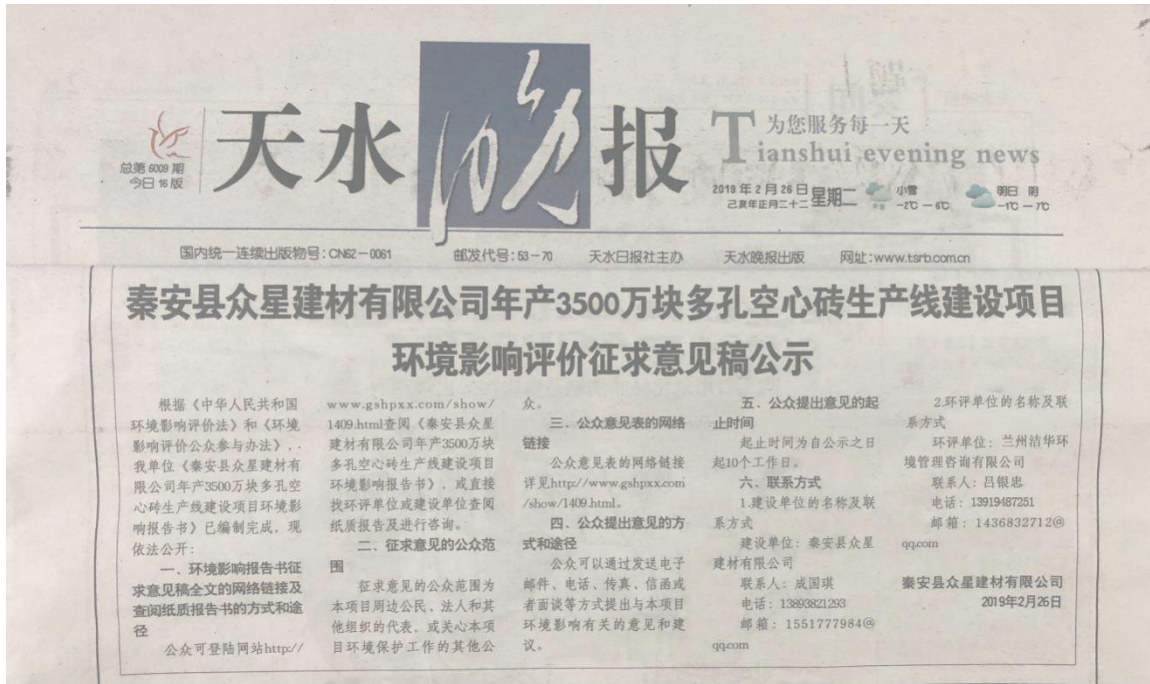 总第6009期
今日16版
天水晚报
为您服务每一天
Tianshui evening news
2019年2月26日 星期二
己亥年正月二十二
小雪
-2℃—6℃
明日 阴
-1℃—7℃
国内统一连续出版物号:CN62-0061 邮发代号:53-70 天水日报社主办 天水晚报出版 网址:www.tsrb.com.cn
秦安县众星建材有限公司年产3500万块多孔空心砖生产线建设项目
环境影响评价征求意见稿公示
根据《中华人民共和国
环境影响评价法》和《环境
影响评价公众参与办法》,
我单位《秦安县众星建材有
限公司年产3500万块多孔空
心砖生产线建设项目环境影
响报告书》已编制完成,现
依法公开:
一、环境影响报告书征
求意见稿全文的网络链接及
查阅纸质报告书的方式和途
径
公众可登陆网站http://
www.gshpxx.com/show/
1409.html查阅《秦安县众星
建材有限公司年产3500万块
多孔空心砖生产线建设项目
环境影响报告书》,或直接
找环评单位或建设单位查阅
纸质报告及进行咨询。
二、征求意见的公众范
围
征求意见的公众范围为
本项目周边公民、法人和其
他组织的代表,或关心本项
目环境保护工作的其他公
众。
三、公众意见表的网络
链接
公众意见表的网络链接
详见http://www.gshpxx.com
/show/1409.html。
四、公众提出意见的方
式和途径
公众可以通过发送电子
邮件、电话、传真、信函或
者面谈等方式提出与本项目
环境影响有关的意见和建
议。
五、公众提出意见的起
止时间
起止时间为自公示之日
起10个工作日。
六、联系方式
1.建设单位的名称及联
系方式
建设单位:秦安县众星
建材有限公司
联系人:成国琪
电话:13893821293
邮箱:1551777984@
qq.com
2.环评单位的名称及联
系方式
环评单位:兰州洁华环
境管理咨询有限公司
联系人:吕银忠
电话:13919487251
邮箱:1436832712@
qq.com
秦安县众星建材有限公司
2019年2月26日